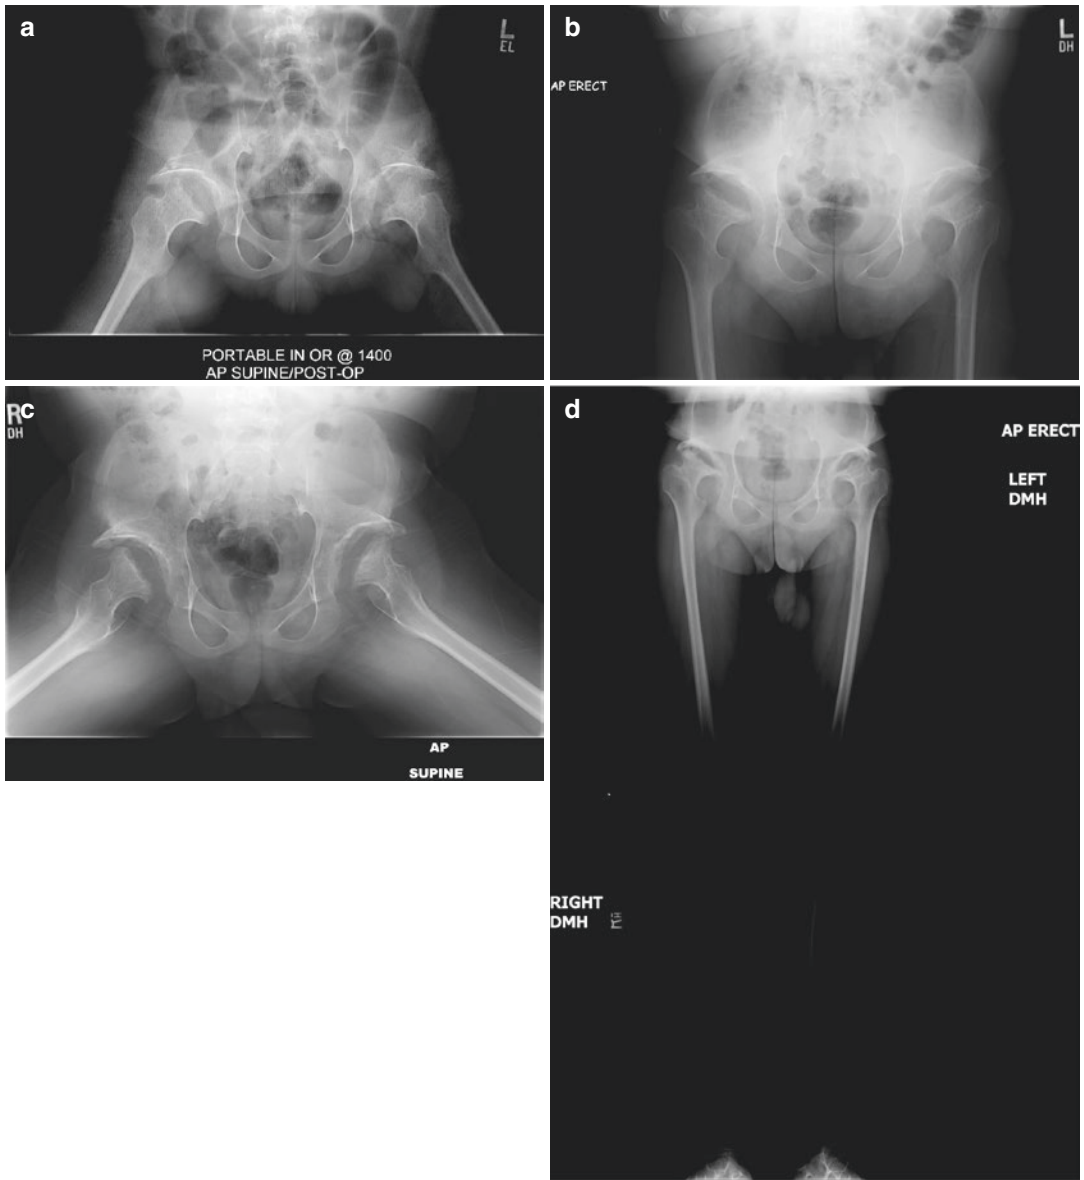 a
L
EL
PORTABLE IN OR @ 1400
AP SUPINE/POST-OP
b
L
DH
AP ERECT
c
R
DH
AP
SUPINE
d
AP ERECT
LEFT
DMH
RIGHT
DMH